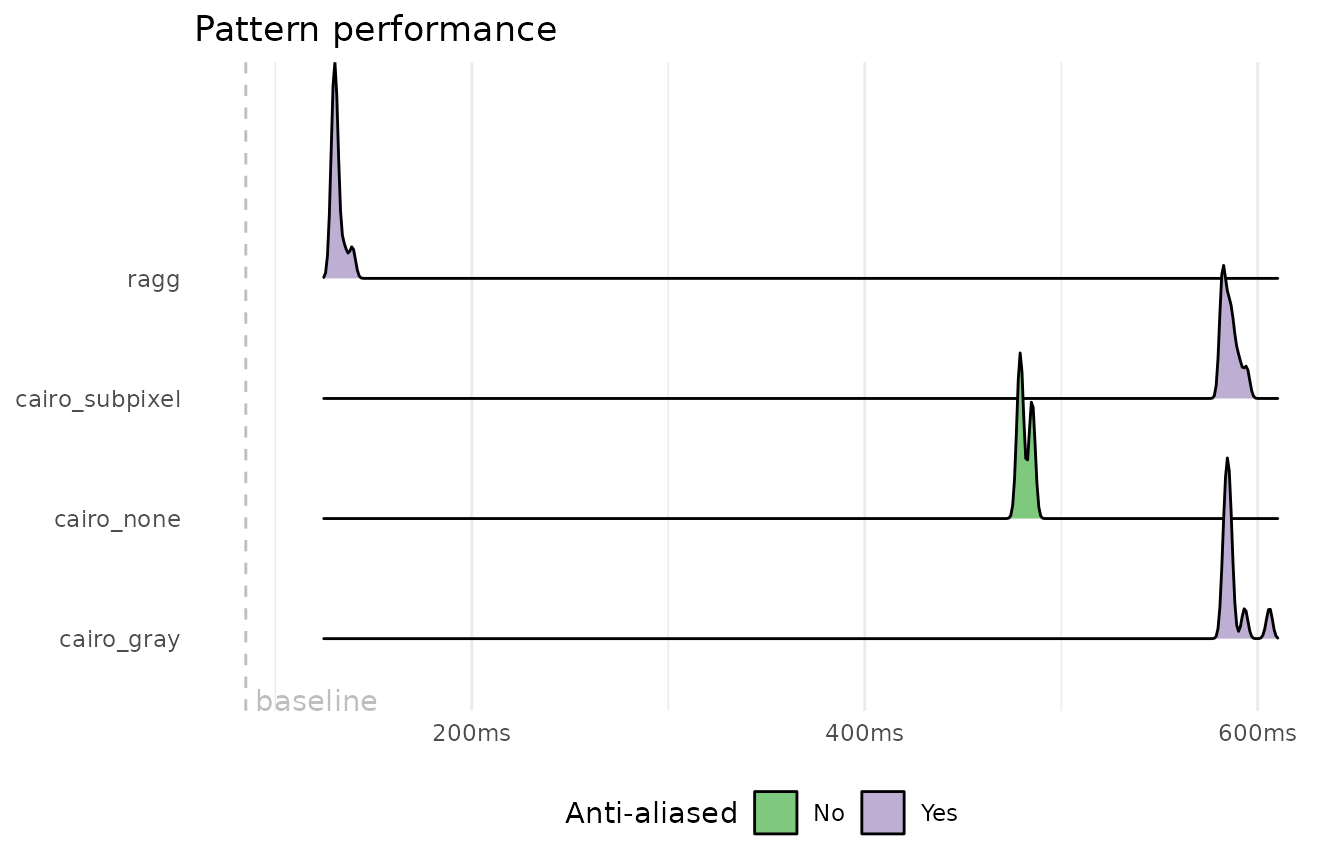 Pattern performance
ragg
cairo_subpixel
cairo_none
cairo_gray
baseline
200ms 400ms 600ms
Anti-aliased No Yes